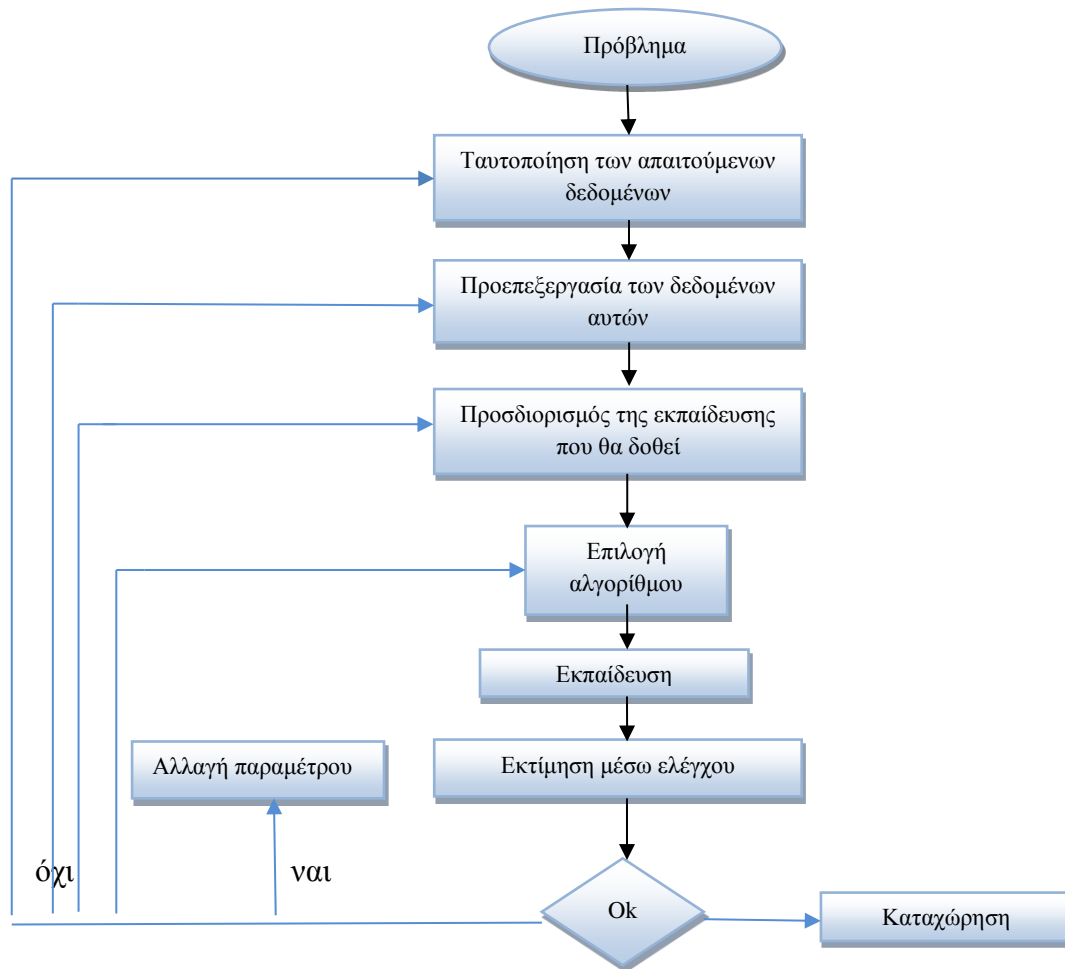 Πρόβλημα
Ταυτοποίηση των απαιτούμενων
δεδομένων
Προεπεξεργασία των δεδομένων
αυτών
Προσδιορισμός της εκπαίδευσης
που θα δοθεί
Επιλογή
αλγορίθμου
Εκπαίδευση
Αλλαγή παραμέτρου
Εκτίμηση μέσω ελέγχου
όχι
ναι
Ok
Καταχώρηση